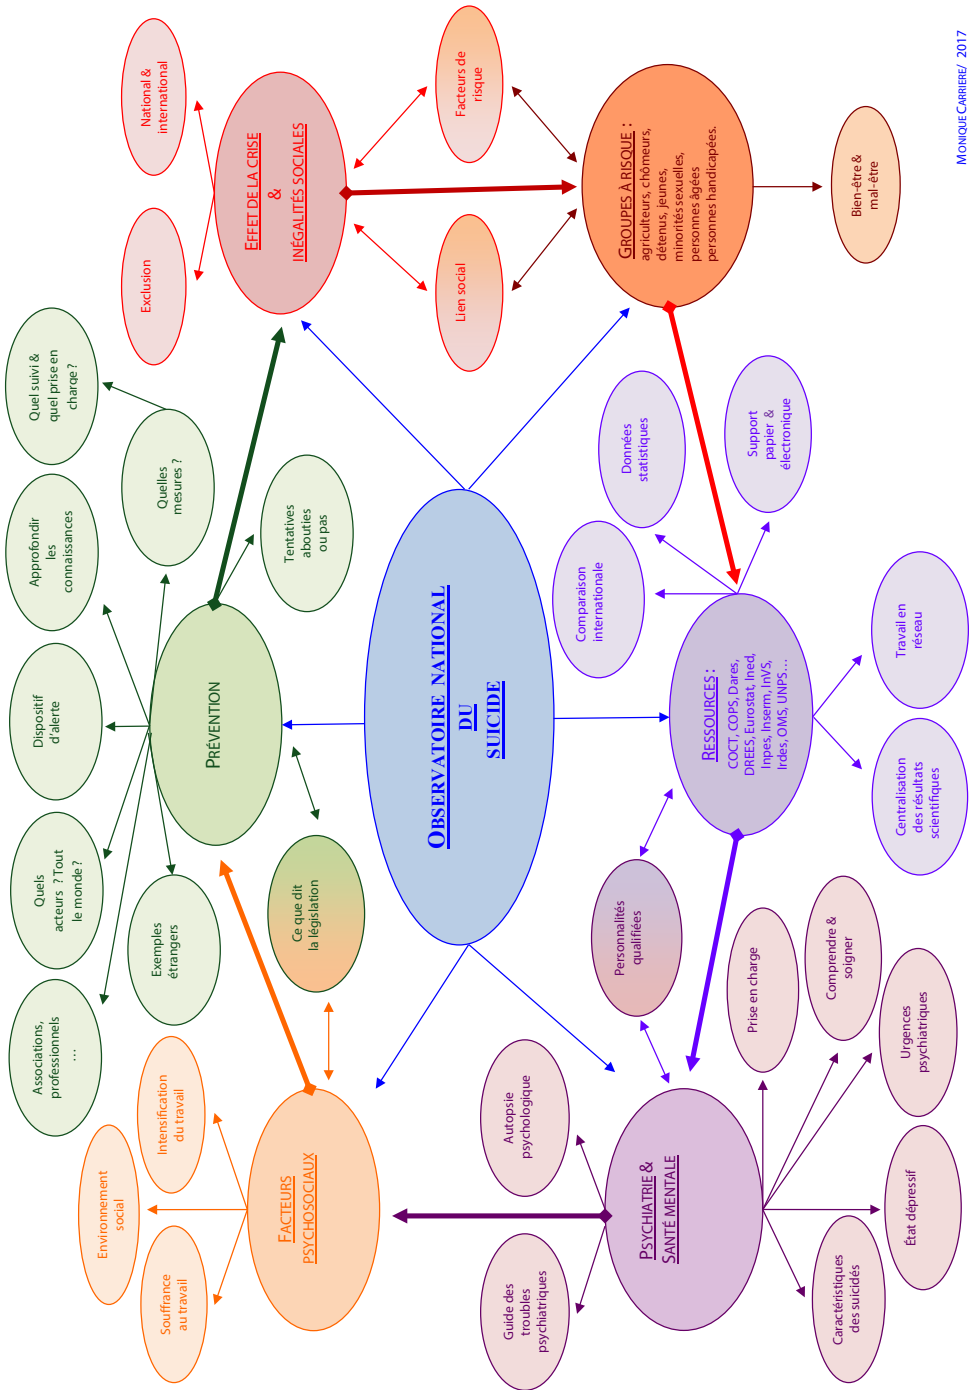 Environnement
social
Souffrance
au travail
Intensification
du travail
FACTEURS
PSYCHOSOCIAUX
Associations,
professionnels
…
Quels
acteurs ? Tout
le monde ?
Dispositif
d'alerte
Approfondir
les
connaissances
Quel suivi &
quel prise en
charge ?
Exemples
étrangers
Quelles
mesures ?
PRÉVENTION
Ce que dit
la législation
Tentatives
abouties
ou pas
Exclusion
National &
international
EFFET DE LA CRISE
&
INÉGALITÉS SOCIALES
Lien social
Facteurs de
risque
OBSERVATOIRE NATIONAL
DU
SUICIDE
Guide des
troubles
psychiatriques
Autopsie
psychologique
PSYCHIATRIE &
SANTÉ MENTALE
Personnalités
qualifiées
Prise en charge
Comprendre &
soigner
Urgences
psychiatriques
État dépressif
Caractéristiques
des suicidés
Comparaison
internationale
Données
statistiques
Support
papier &
électronique
RESSOURCES :
COCT, COPS, Dares,
DREES, Eurostat, Ined,
Inpes, Inserm, InVS,
Irdes, OMS, UNPS…
Centralisation
des résultats
scientifiques
Travail en
réseau
GROUPES À RISQUE :
agriculteurs, chômeurs,
détenus, jeunes,
minorités sexuelles,
personnes âgées
personnes handicapées.
Bien-être &
mal-être
MONIQUE CARRIERE/ 2017